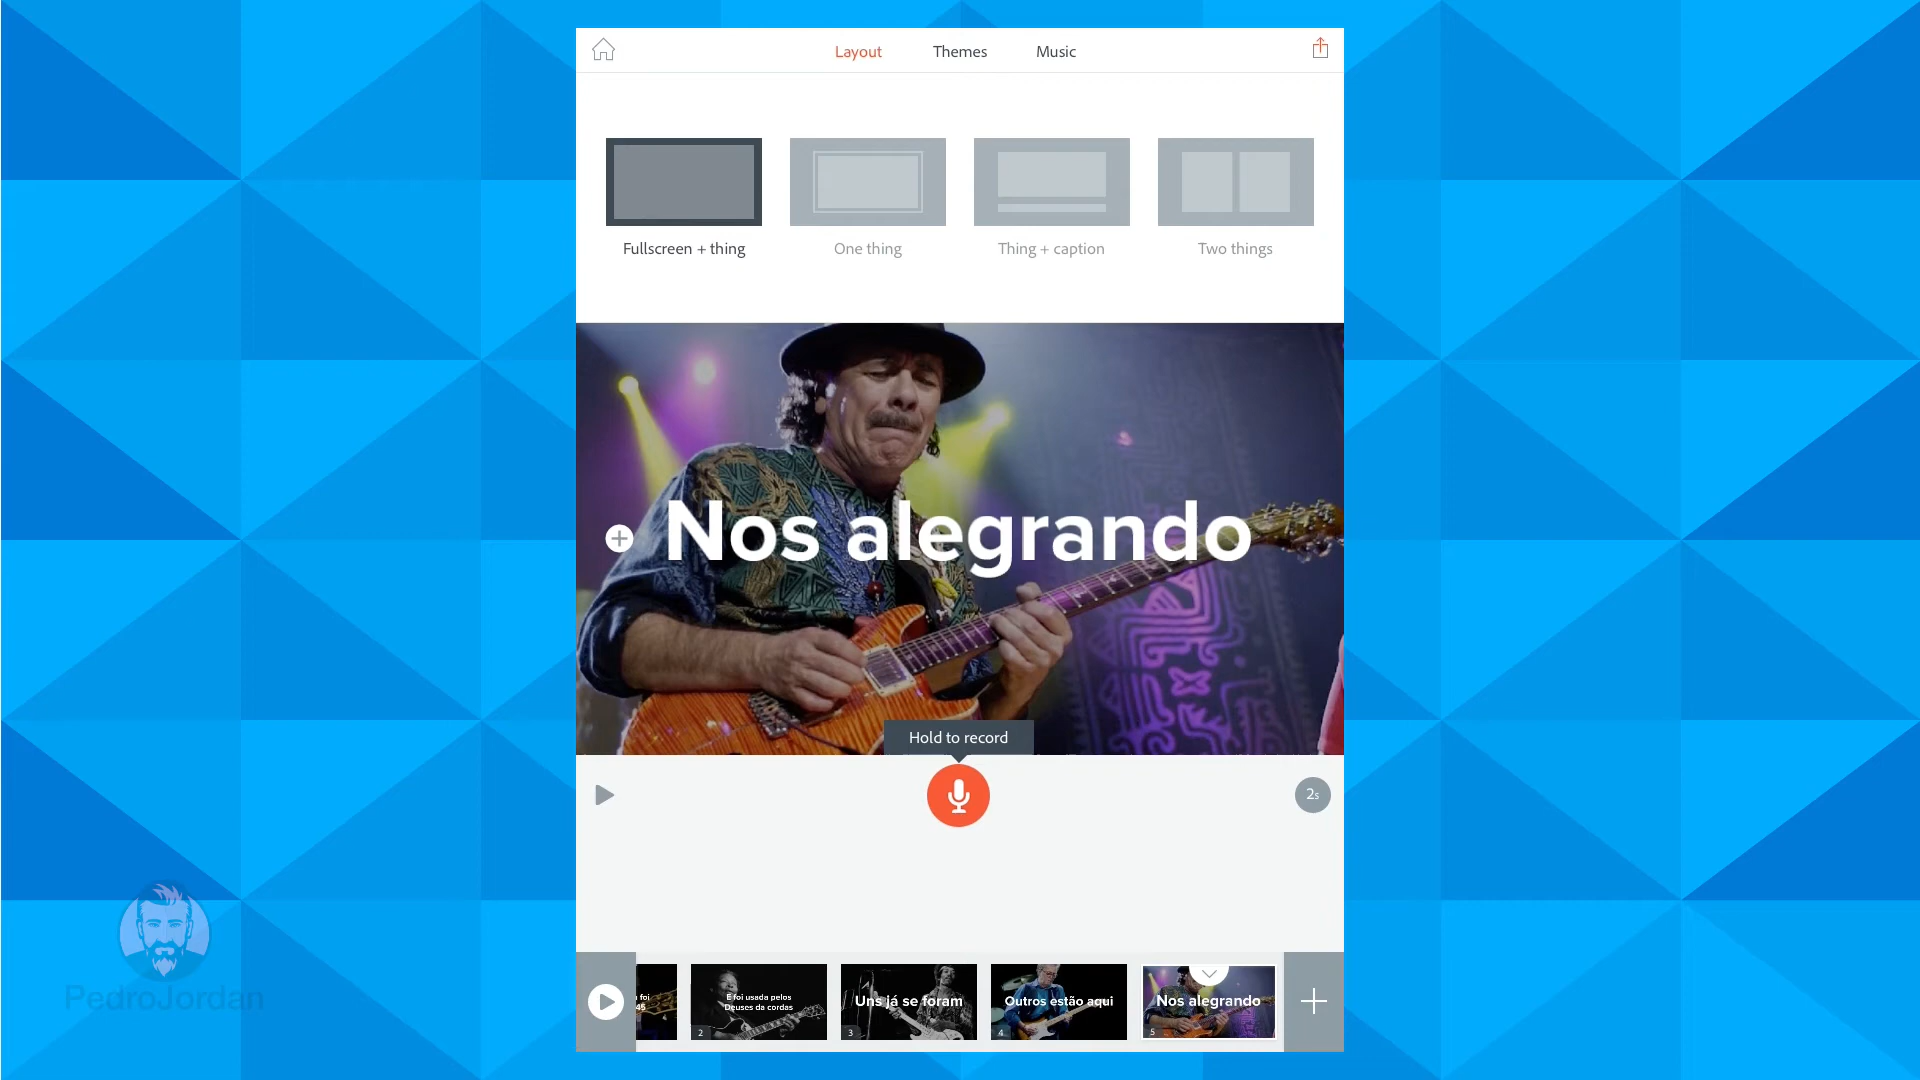 Layout Themes Music
Fullscreen + thing One thing Thing + caption Two things
Nos alegrando
Hold to record
2s
PedroJordan
foi
E foi usada pelos
Deuses da cordas
2
Uns já se foram
3
Outros estão aqui
4
Nos alegrando
5